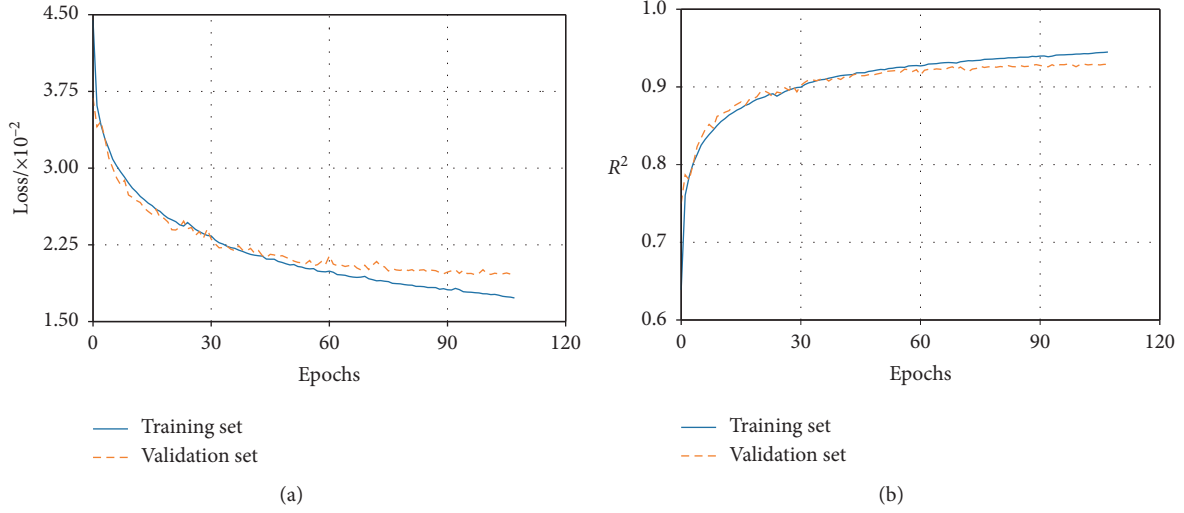 4.50
3.75
3.00
2.25
1.50
Loss/×10⁻²
0 30 60 90 120
Epochs
Training set
Validation set
(a)
1.0
0.9
0.8
0.7
0.6
R²
0 30 60 90 120
Epochs
Training set
Validation set
(b)